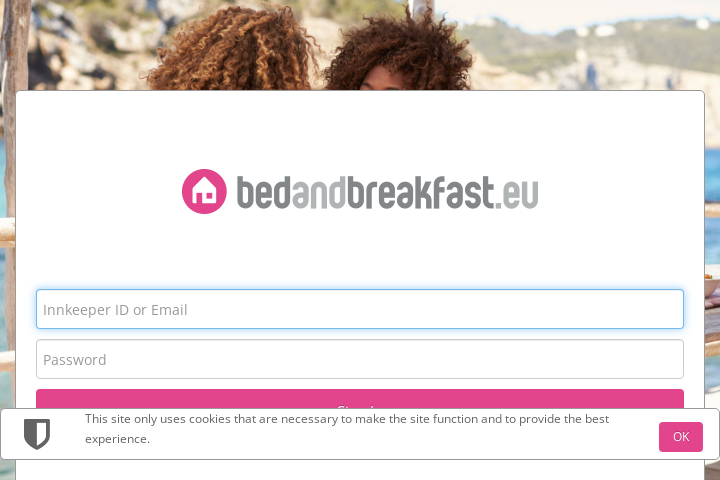 bedandbreakfast.eu
Innkeeper ID or Email
Password
This site only uses cookies that are necessary to make the site function and to provide the best
experience.
OK